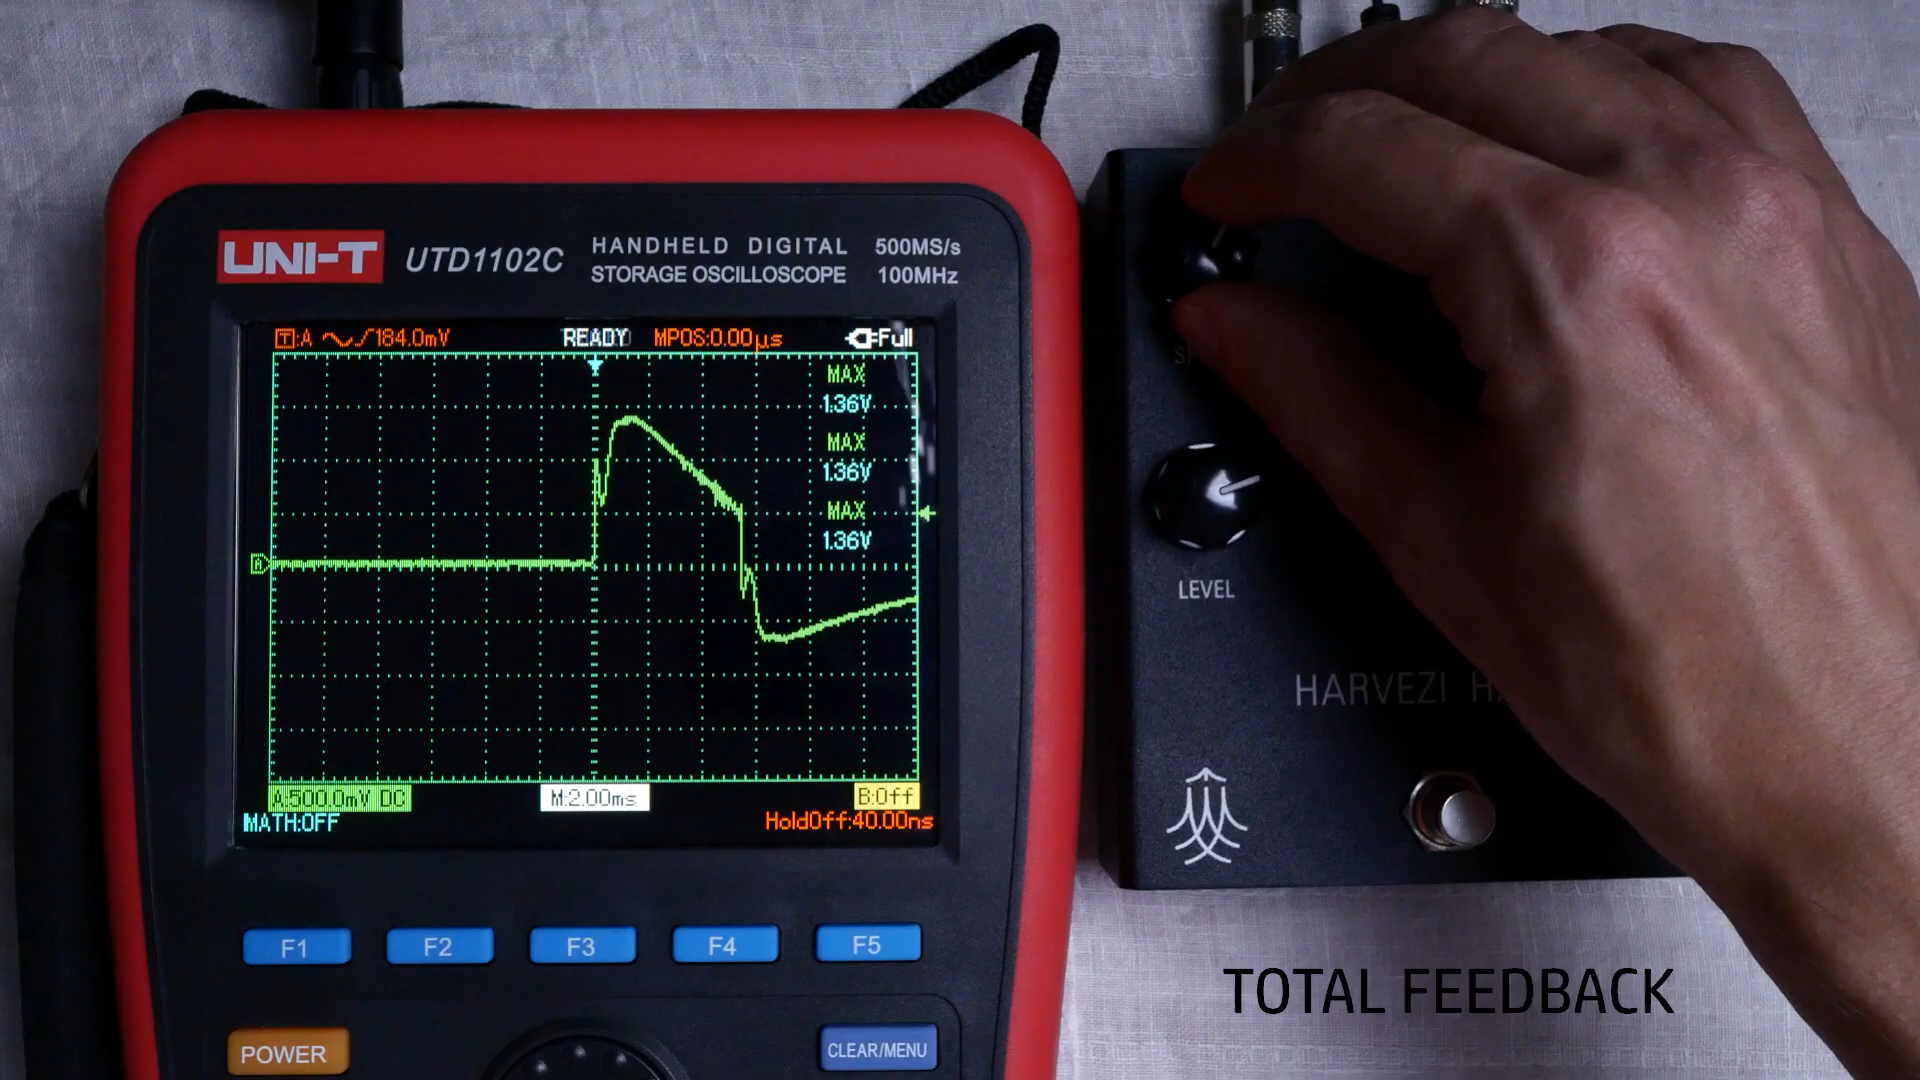 UNI-T UTD1102C HANDHELD DIGITAL 500MS/s
STORAGE OSCILLOSCOPE 100MHz
T:A 184.0mV READY MPOS:0.00µs Full
MAX
1.36V
MAX
1.36V
MAX
1.36V
A
A:500.0mV DC M:2.00ms B:Off
MATH:OFF HoldOff:40.00ns
F1 F2 F3 F4 F5
POWER CLEAR/MENU
LEVEL
HARVEZI
TOTAL FEEDBACK